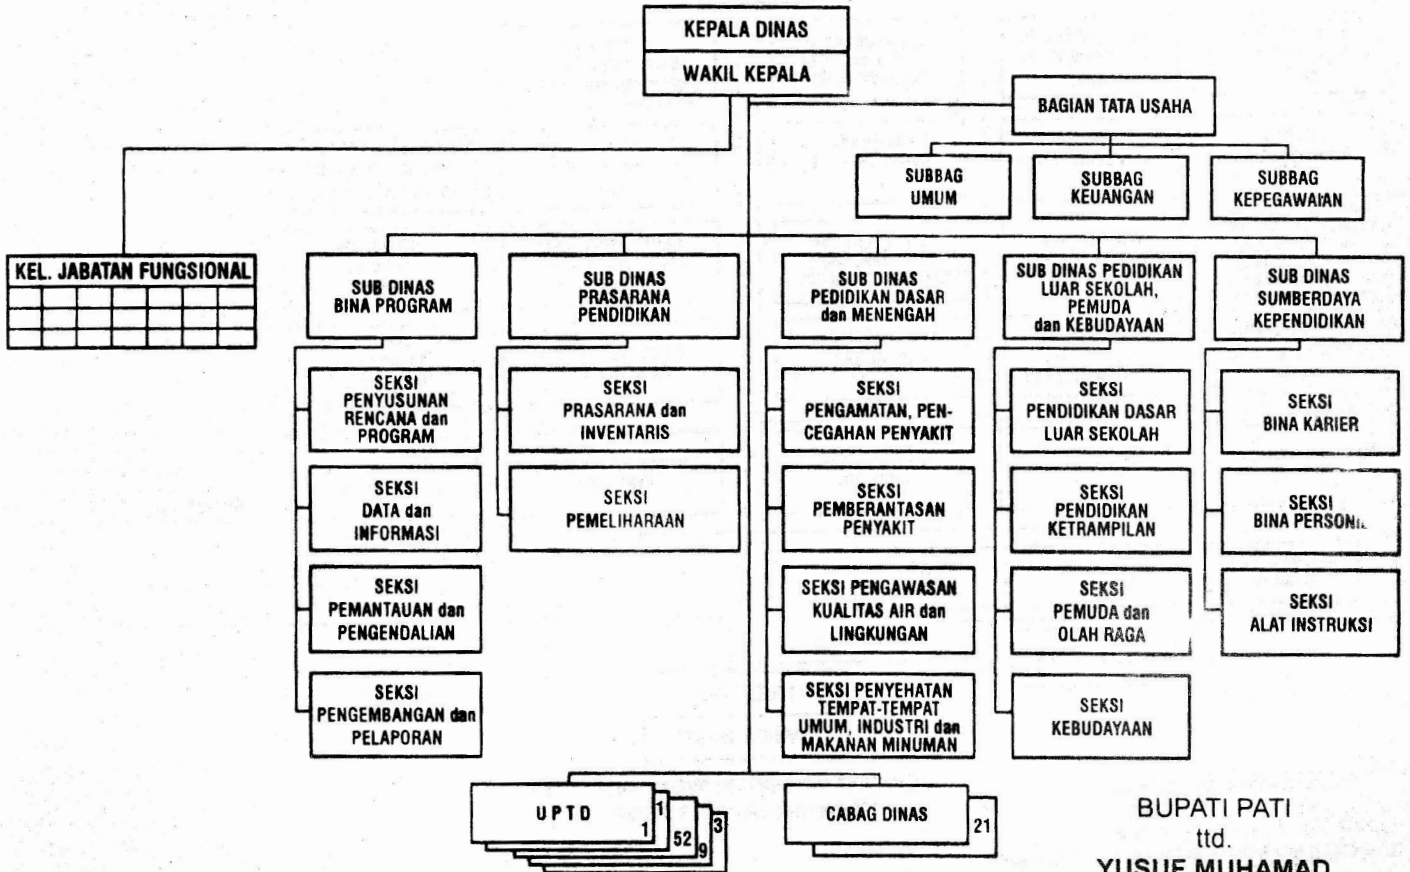 KEPALA DINAS
WAKIL KEPALA
BAGIAN TATA USAHA
SUBBAG
UMUM
SUBBAG
KEUANGAN
SUBBAG
KEPEGAWAIAN
KEL. JABATAN FUNGSIONAL
SUB DINAS
BINA PROGRAM
SUB DINAS
PRASARANA
PENDIDIKAN
SUB DINAS
PEDIDIKAN DASAR
dan MENENGAH
SUB DINAS PEDIDIKAN
LUAR SEKOLAH,
PEMUDA
dan KEBUDAYAAN
SUB DINAS
SUMBERDAYA
KEPENDIDIKAN
SEKSI
PENYUSUNAN
RENCANA dan
PROGRAM
SEKSI
DATA dan
INFORMASI
SEKSI
PEMANTAUAN dan
PENGENDALIAN
SEKSI
PENGEMBANGAN dan
PELAPORAN
SEKSI
PRASARANA dan
INVENTARIS
SEKSI
PEMELIHARAAN
SEKSI
PENGAMATAN, PEN-
CEGAHAN PENYAKIT
SEKSI
PEMBERANTASAN
PENYAKIT
SEKSI PENGAWASAN
KUALITAS AIR dan
LINGKUNGAN
SEKSI PENYEHATAN
TEMPAT-TEMPAT
UMUM, INDUSTRI dan
MAKANAN MINUMAN
SEKSI
PENDIDIKAN DASAR
LUAR SEKOLAH
SEKSI
PENDIDIKAN
KETRAMPILAN
SEKSI
PEMUDA dan
OLAH RAGA
SEKSI
KEBUDAYAAN
SEKSI
BINA KARIER
SEKSI
BINA
SEKSI
ALAT INSTRUKSI
UPTD
1
1
52
9
3
CABAG DINAS
21
BUPATI PATI
ttd.
YUSUF MUHAMAD